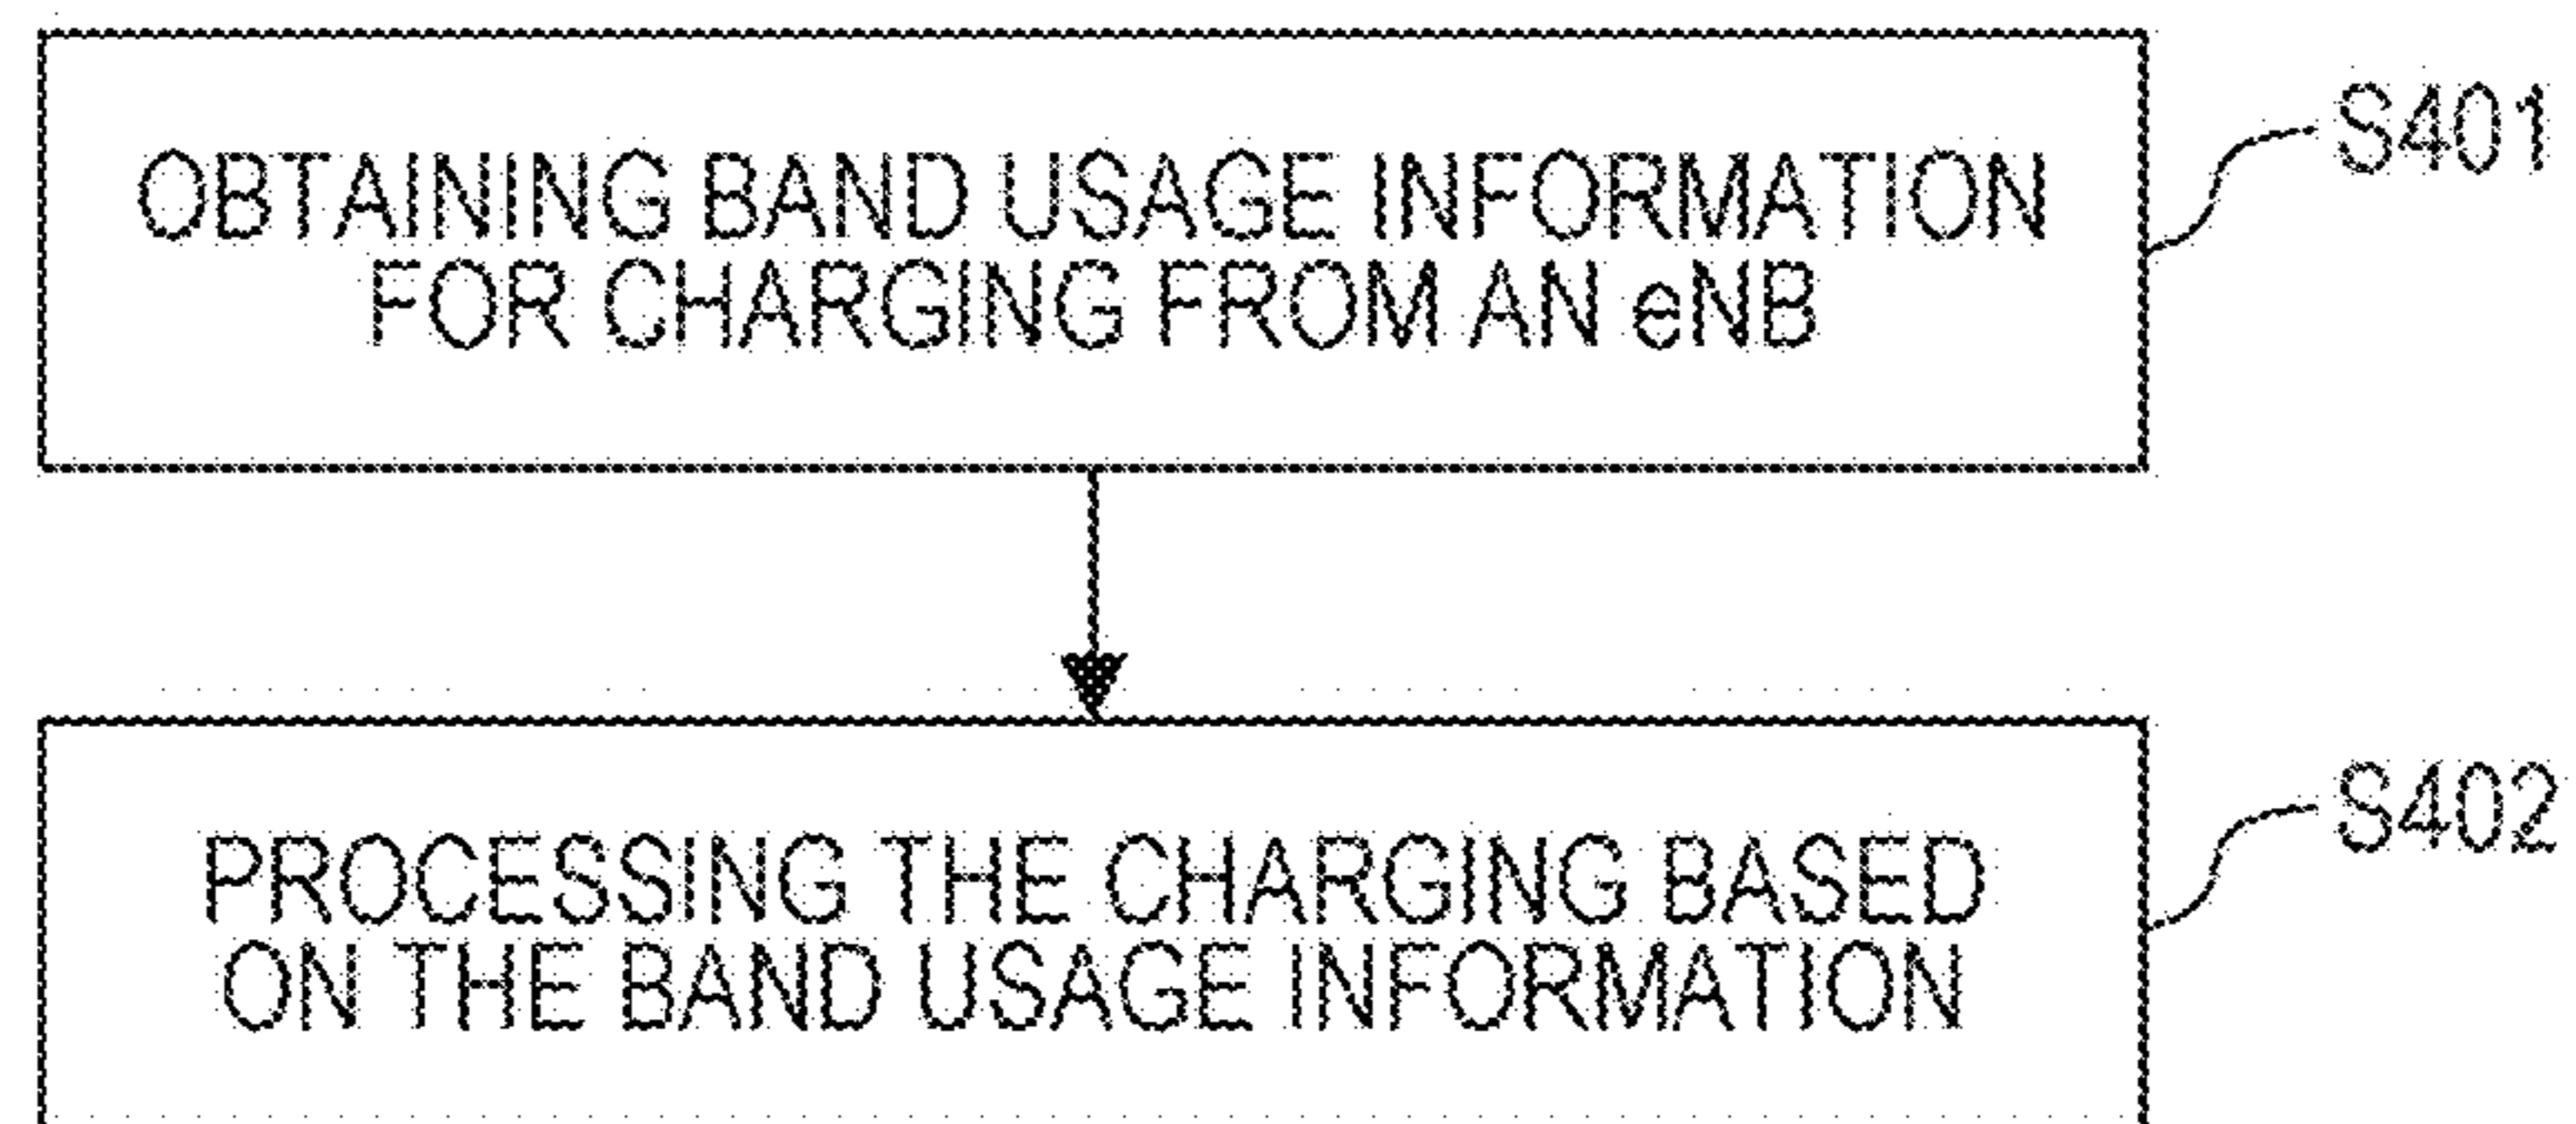 OBTAINING BAND USAGE INFORMATION
FOR CHARGING FROM AN eNB
S401
PROCESSING THE CHARGING BASED
ON THE BAND USAGE INFORMATION
S402